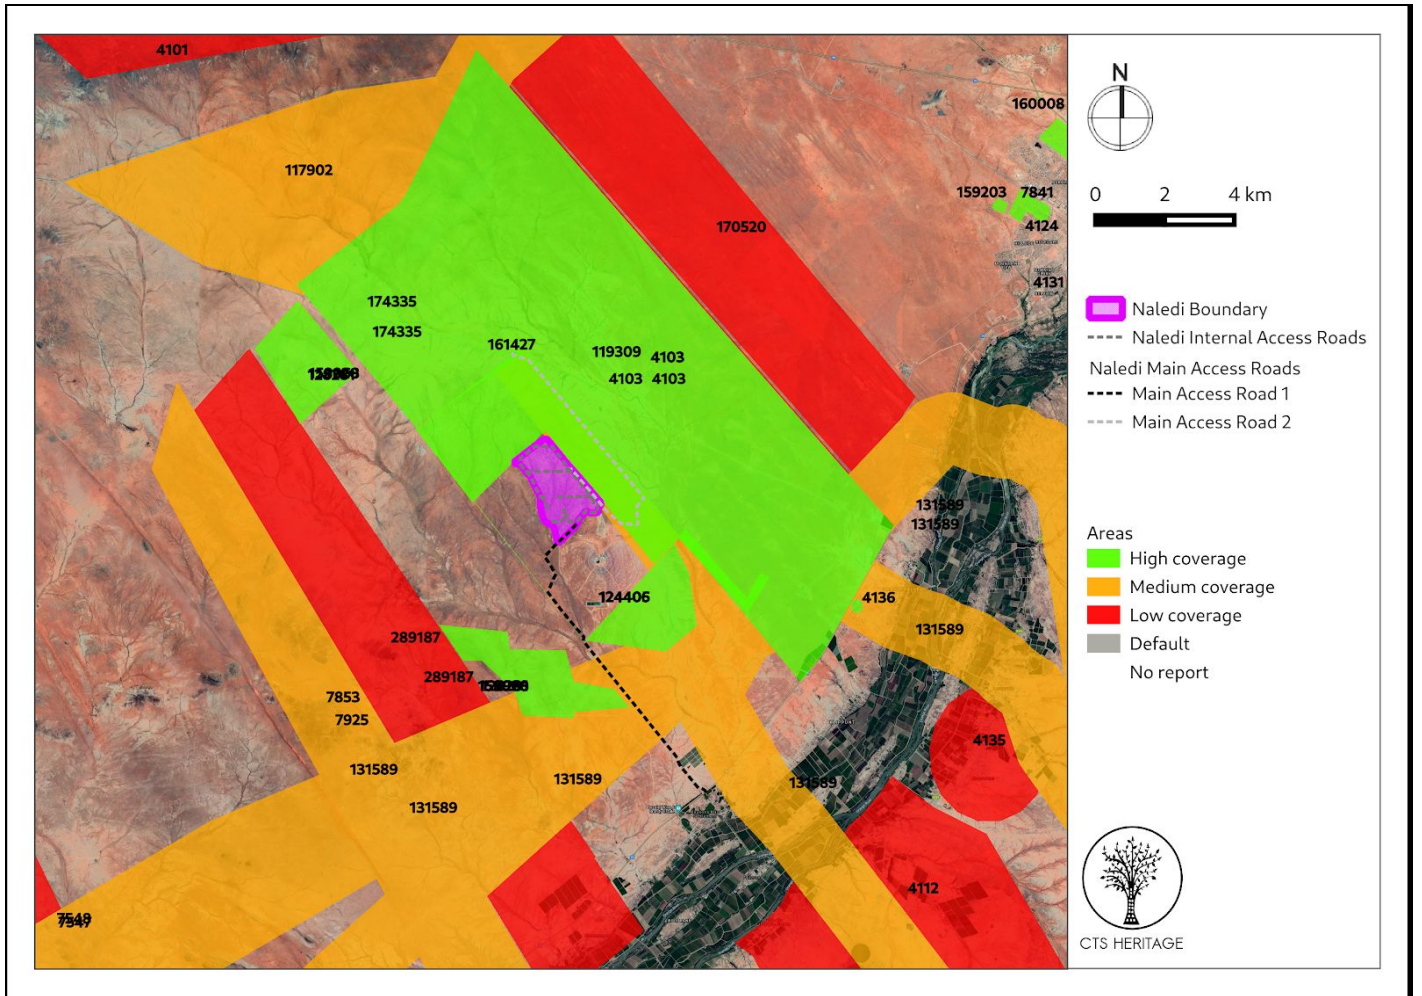 4101
117902
170520
160008
159203
7841
4124
4131
174335
174335
161427
119309
4103
4103
4103
131589
131589
124406
4136
131589
289187
289187
7853
7925
131589
131589
131589
131589
4135
4112
7547
N
0 2 4 km
Naledi Boundary
Naledi Internal Access Roads
Naledi Main Access Roads
Main Access Road 1
Main Access Road 2
Areas
High coverage
Medium coverage
Low coverage
Default
No report
CTS HERITAGE